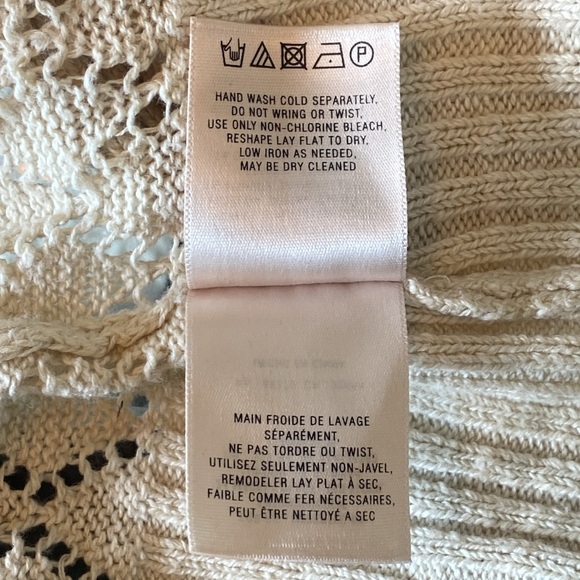 P
HAND WASH COLD SEPARATELY,
DO NOT WRING OR TWIST,
USE ONLY NON-CHLORINE BLEACH,
RESHAPE LAY FLAT TO DRY,
LOW IRON AS NEEDED,
MAY BE DRY CLEANED
MAIN FROIDE DE LAVAGE
SÉPARÉMENT,
NE PAS TORDRE OU TWIST,
UTILISEZ SEULEMENT NON-JAVEL,
REMODELER LAY PLAT À SEC,
FAIBLE COMME FER NÉCESSAIRES,
PEUT ÊTRE NETTOYÉ A SEC